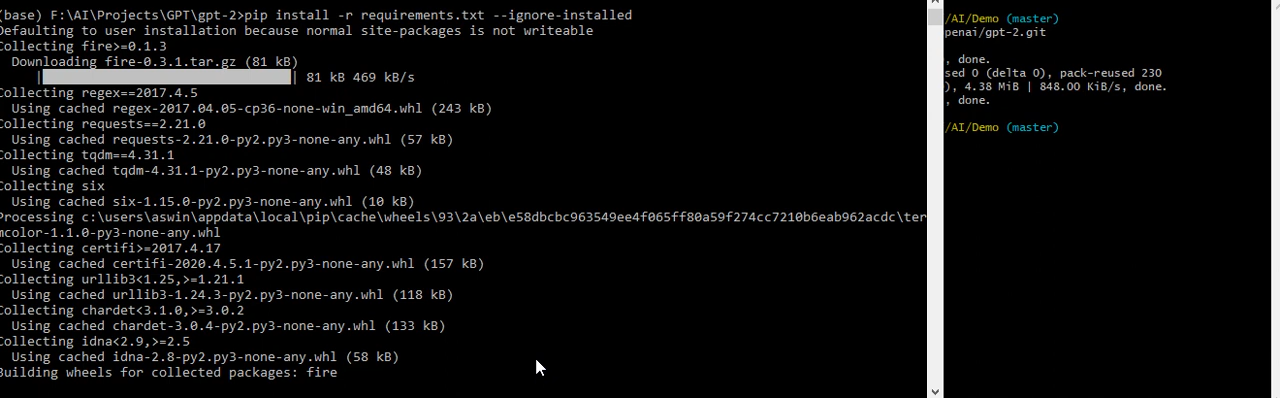 (base) F:\AI\Projects\GPT\gpt-2>pip install -r requirements.txt --ignore-installed
Defaulting to user installation because normal site-packages is not writeable
Collecting fire>=0.1.3
Downloading fire-0.3.1.tar.gz (81 kB)
| | 81 kB 469 kB/s
Collecting regex==2017.4.5
Using cached regex-2017.04.05-cp36-none-win_amd64.whl (243 kB)
Collecting requests==2.21.0
Using cached requests-2.21.0-py2.py3-none-any.whl (57 kB)
Collecting tqdm==4.31.1
Using cached tqdm-4.31.1-py2.py3-none-any.whl (48 kB)
Collecting six
Using cached six-1.15.0-py2.py3-none-any.whl (10 kB)
Processing c:\users\aswin\appdata\local\pip\cache\wheels\93\2a\eb\e58dbcbc963549ee4f065ff80a59f274cc7210b6eab962acdc\ter
mcolor-1.1.0-py3-none-any.whl
Collecting certifi>=2017.4.17
Using cached certifi-2020.4.5.1-py2.py3-none-any.whl (157 kB)
Collecting urllib3<1.25,>=1.21.1
Using cached urllib3-1.24.3-py2.py3-none-any.whl (118 kB)
Collecting chardet<3.1.0,>=3.0.2
Using cached chardet-3.0.4-py2.py3-none-any.whl (133 kB)
Collecting idna<2.9,>=2.5
Using cached idna-2.8-py2.py3-none-any.whl (58 kB)
Building wheels for collected packages: fire
/AI/Demo (master)
penai/gpt-2.git
, done.
sed 0 (delta 0), pack-reused 230
), 4.38 MiB | 848.00 KiB/s, done.
, done.
/AI/Demo (master)